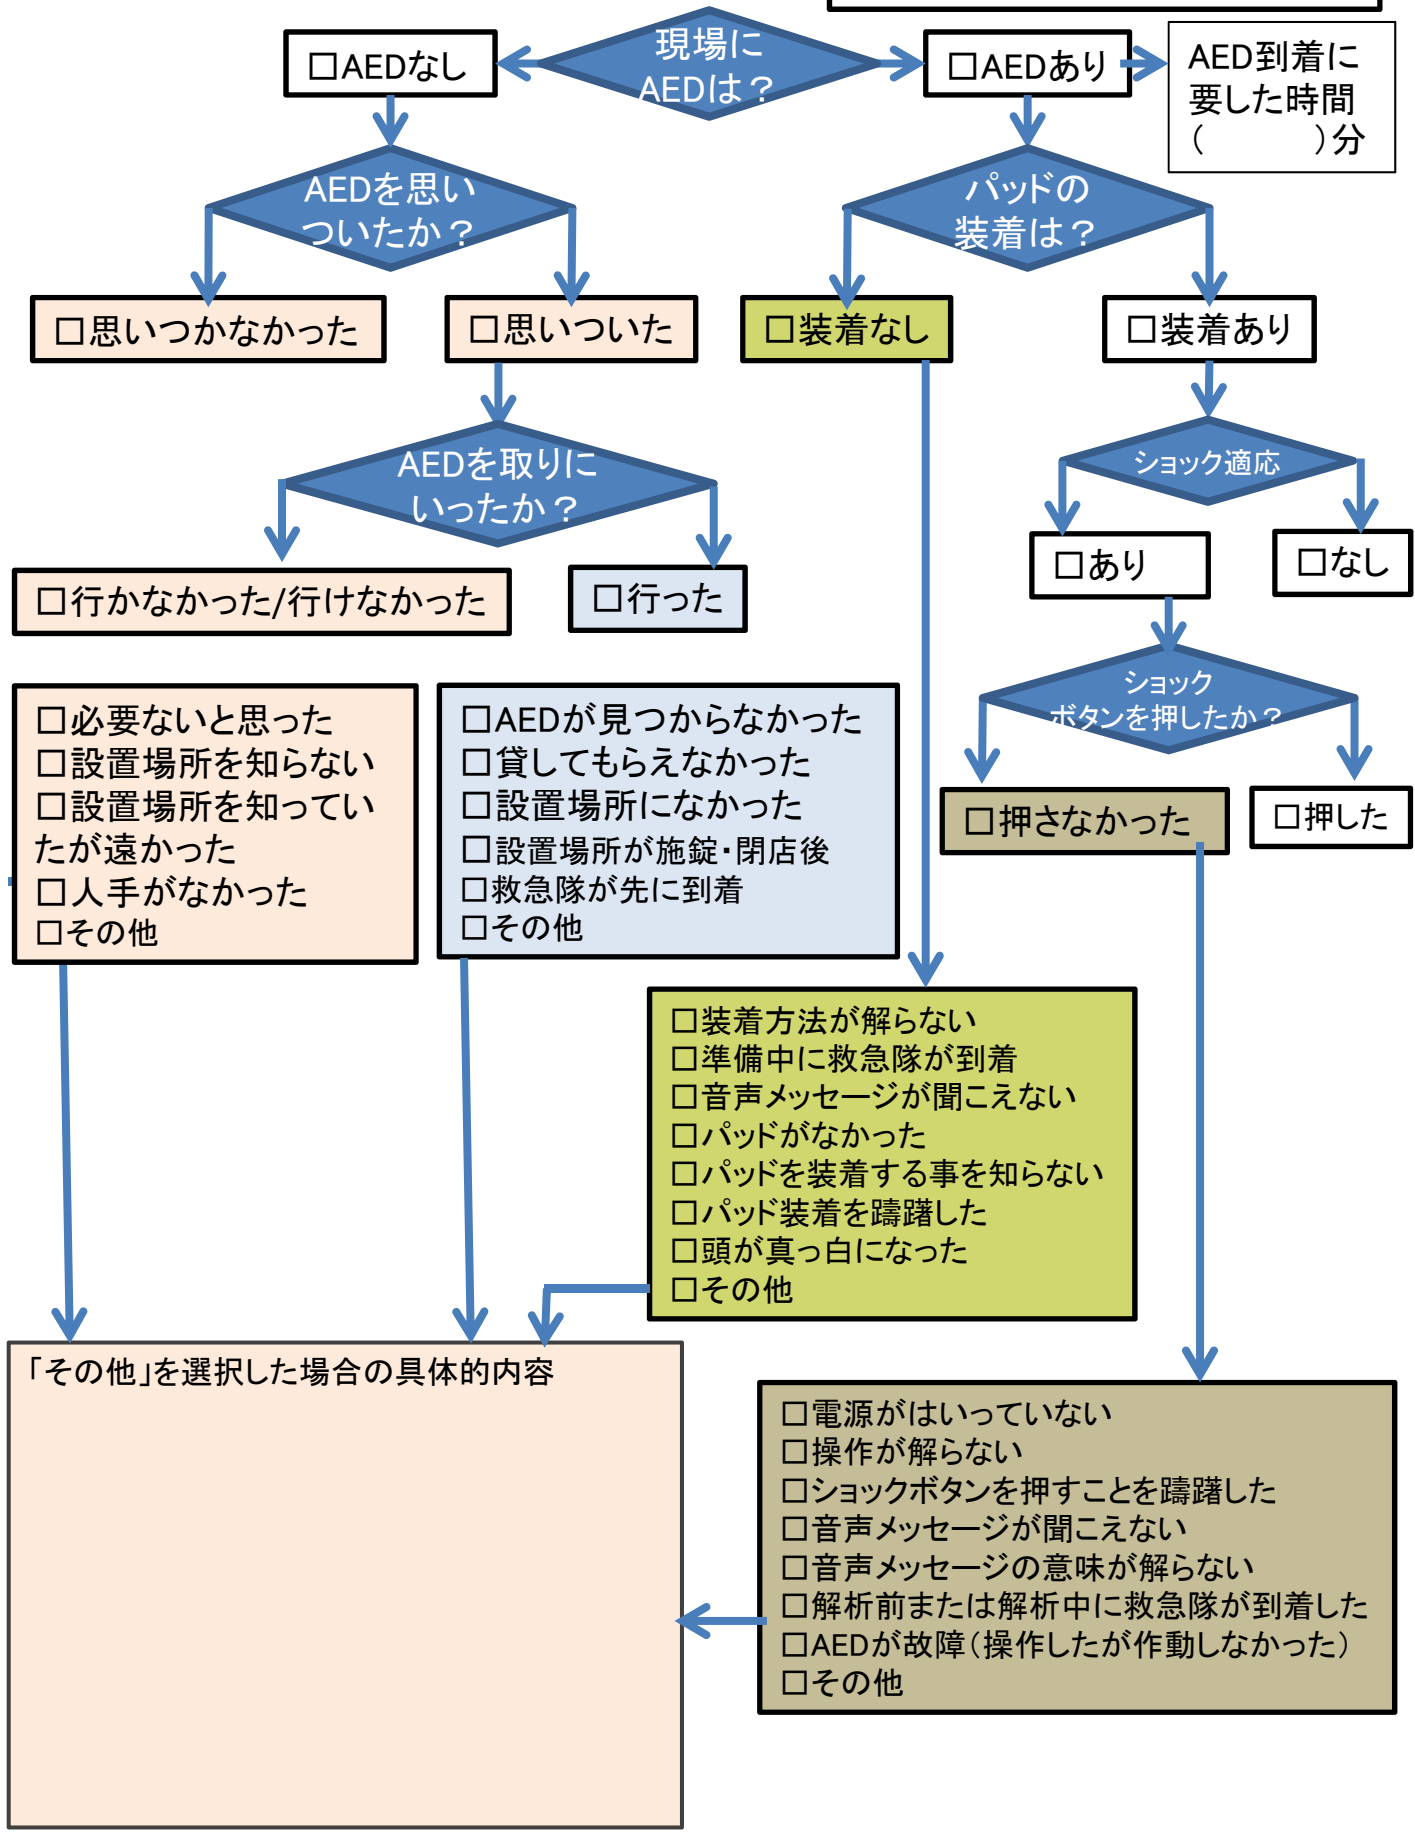 現場に
AEDは？
□AEDなし
□AEDあり
AED到着に
要した時間
(　　　)分
AEDを思い
ついたか？
パッドの
装着は？
□思いつかなかった
□思いついた
□装着なし
□装着あり
AEDを取りに
いったか？
ショック適応
□行かなかった/行けなかった
□行った
□あり
□なし
ショック
ボタンを押したか？
□押さなかった
□押した
□必要ないと思った
□設置場所を知らない
□設置場所を知ってい
たが遠かった
□人手がなかった
□その他
□AEDが見つからなかった
□貸してもらえなかった
□設置場所になかった
□設置場所が施錠・閉店後
□救急隊が先に到着
□その他
□装着方法が解らない
□準備中に救急隊が到着
□音声メッセージが聞こえない
□パッドがなかった
□パッドを装着する事を知らない
□パッド装着を躊躇した
□頭が真っ白になった
□その他
「その他」を選択した場合の具体的内容
□電源がはいっていない
□操作が解らない
□ショックボタンを押すことを躊躇した
□音声メッセージが聞こえない
□音声メッセージの意味が解らない
□解析前または解析中に救急隊が到着した
□AEDが故障（操作したが作動しなかった）
□その他